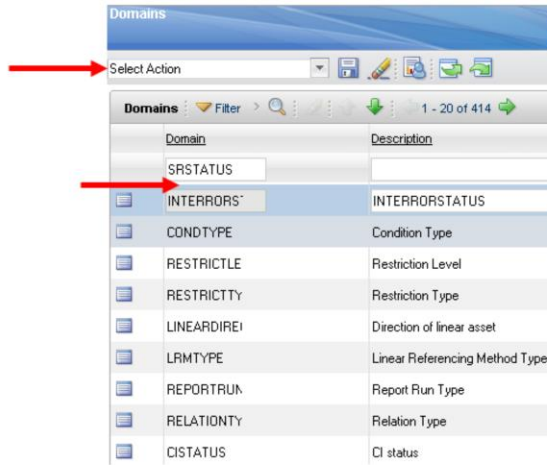 Domains
Select Action
Domains Filter > 1 - 20 of 414
Domain Description
SRSTATUS
INTERRORS INTERRORSTATUS
CONDTYPE Condition Type
RESTRICTLE Restriction Level
RESTRICTTY Restriction Type
LINEARDIRE Direction of linear asset
LRMTYPE Linear Referencing Method Type
REPORTRUN Report Run Type
RELATIONTY Relation Type
CISTATUS CI status